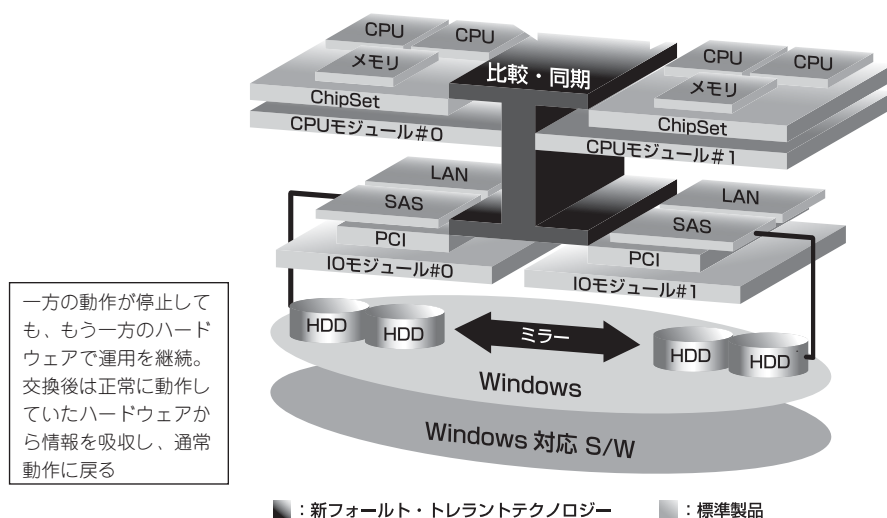 CPU
CPU
メモリ
ChipSet
CPUモジュール#0
比較・同期
CPU
CPU
メモリ
ChipSet
CPUモジュール#1
LAN
SAS
PCI
IOモジュール#0
LAN
SAS
PCI
IOモジュール#1
一方の動作が停止して
も、もう一方のハード
ウェアで運用を継続。
交換後は正常に動作し
ていたハードウェアか
ら情報を吸収し、通常
動作に戻る
HDD
HDD
ミラー
HDD
HDD
Windows
Windows 対応 S/W
:新フォールト・トレラントテクノロジー
:標準製品